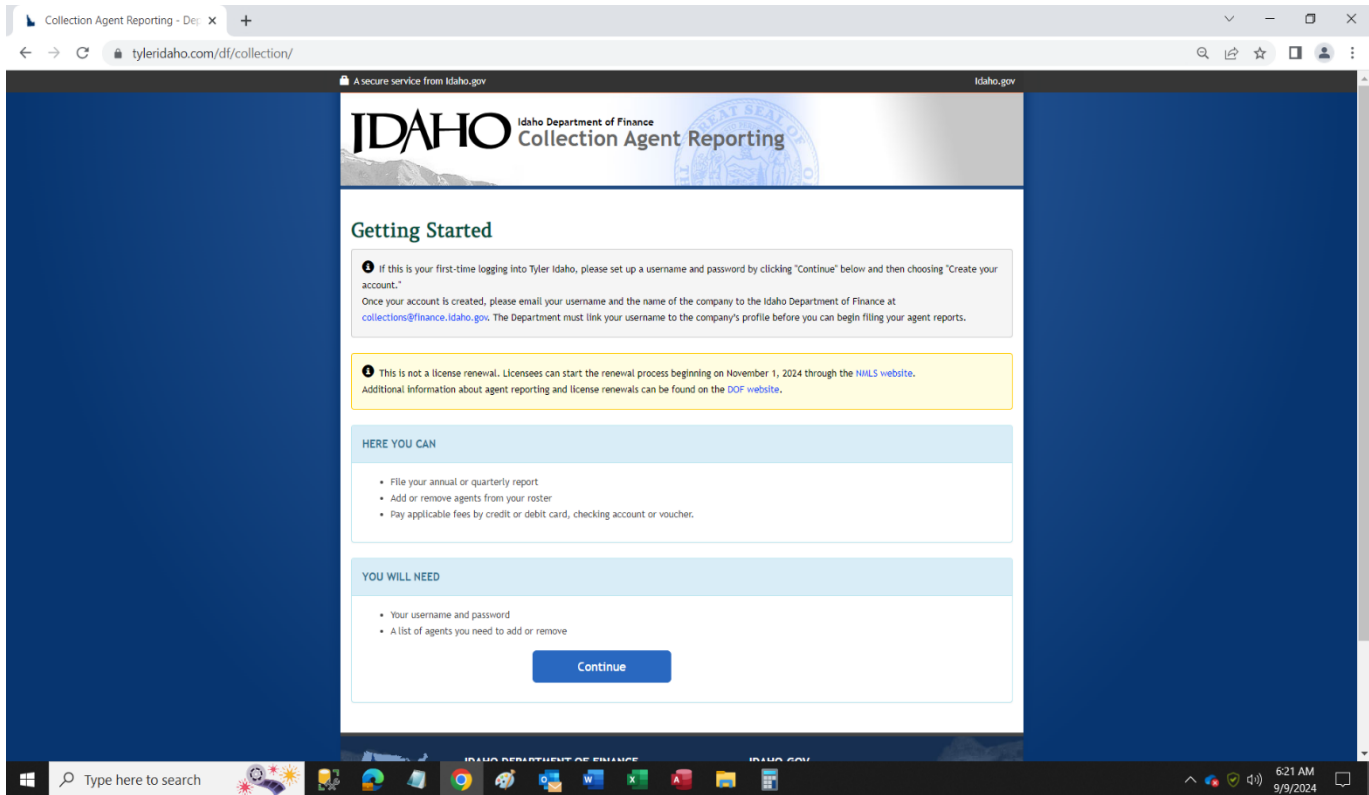 Collection Agent Reporting - Dep
tyleridaho.com/df/collection/
A secure service from Idaho.gov
Idaho.gov
IDAHO
Idaho Department of Finance
Collection Agent Reporting
Getting Started
If this is your first-time logging into Tyler Idaho, please set up a username and password by clicking "Continue" below and then choosing "Create your
account."
Once your account is created, please email your username and the name of the company to the Idaho Department of Finance at
collections@finance.idaho.gov. The Department must link your username to the company's profile before you can begin filing your agent reports.
This is not a license renewal. Licensees can start the renewal process beginning on November 1, 2024 through the NMLS website.
Additional information about agent reporting and license renewals can be found on the DOF website.
HERE YOU CAN
• File your annual or quarterly report
• Add or remove agents from your roster
• Pay applicable fees by credit or debit card, checking account or voucher.
YOU WILL NEED
• Your username and password
• A list of agents you need to add or remove
Continue
IDAHO DEPARTMENT OF FINANCE
IDAHO.GOV
Type here to search
6:21 AM
9/9/2024